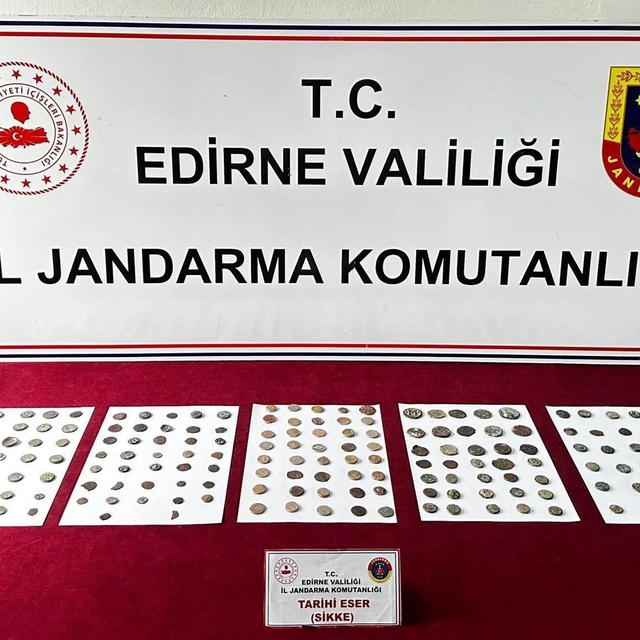 T.C.
EDİRNE VALİLİĞİ
L JANDARMA KOMUTANLI
T.C.
EDİRNE VALİLİĞİ
İL JANDARMA KOMUTANLIĞI
TARİHİ ESER
(SİKKE)